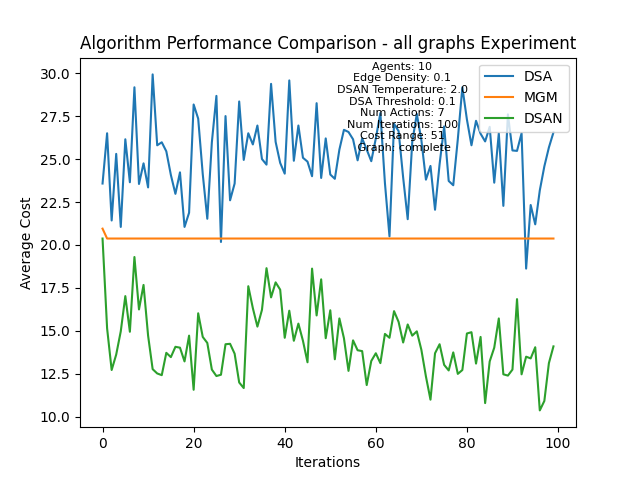 Algorithm Performance Comparison - all graphs Experiment
Agents: 10
Edge Density: 0.1
DSAN Temperature: 2.0
DSA Threshold: 0.1
Num Actions: 7
Num Iterations: 100
Cost Range: 51
Graph: complete
DSA
MGM
DSAN
Average Cost
30.0
27.5
25.0
22.5
20.0
17.5
15.0
12.5
10.0
0
20
40
60
80
100
Iterations